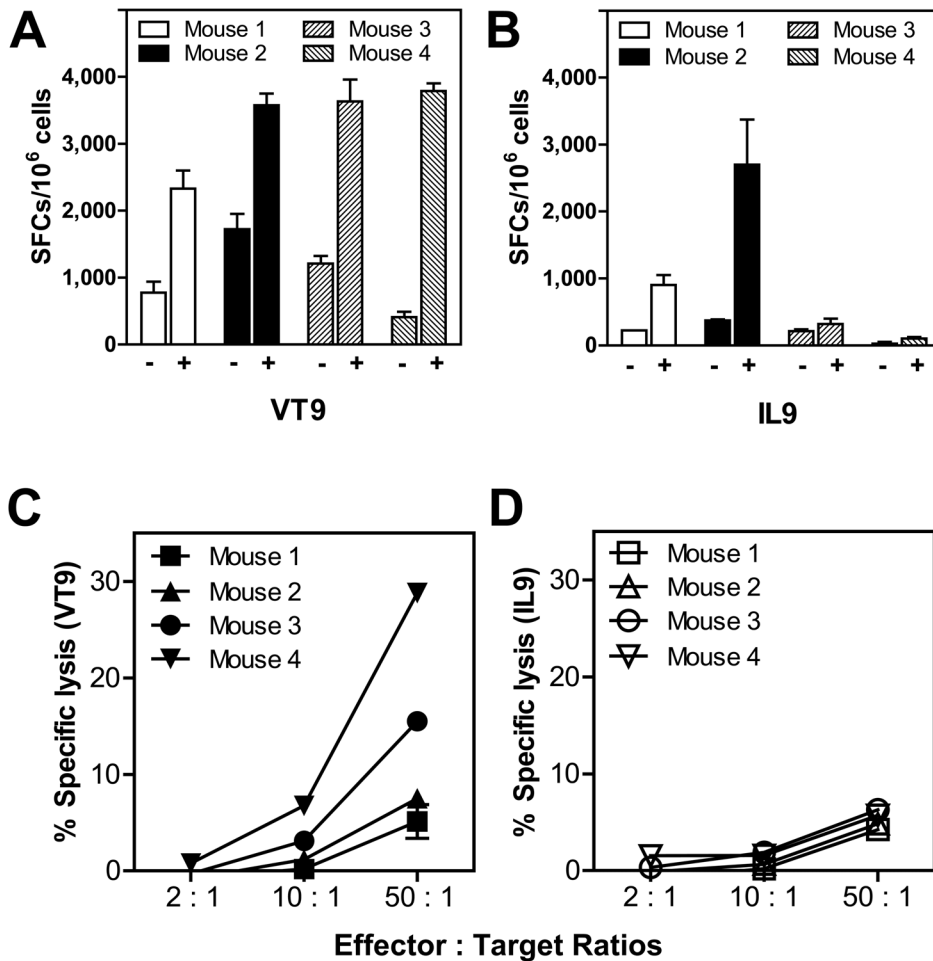 A
Mouse 1 Mouse 3
Mouse 2 Mouse 4
SFCs/10⁶ cells
4,000
3,000
2,000
1,000
0
- + - + - + - +
VT9
B
Mouse 1 Mouse 3
Mouse 2 Mouse 4
SFCs/10⁶ cells
4,000
3,000
2,000
1,000
0
- + - + - + - +
IL9
C
% Specific lysis (VT9)
30
20
10
0
Mouse 1
Mouse 2
Mouse 3
Mouse 4
2 : 1 10 : 1 50 : 1
D
% Specific lysis (IL9)
30
20
10
0
Mouse 1
Mouse 2
Mouse 3
Mouse 4
2 : 1 10 : 1 50 : 1
Effector : Target Ratios